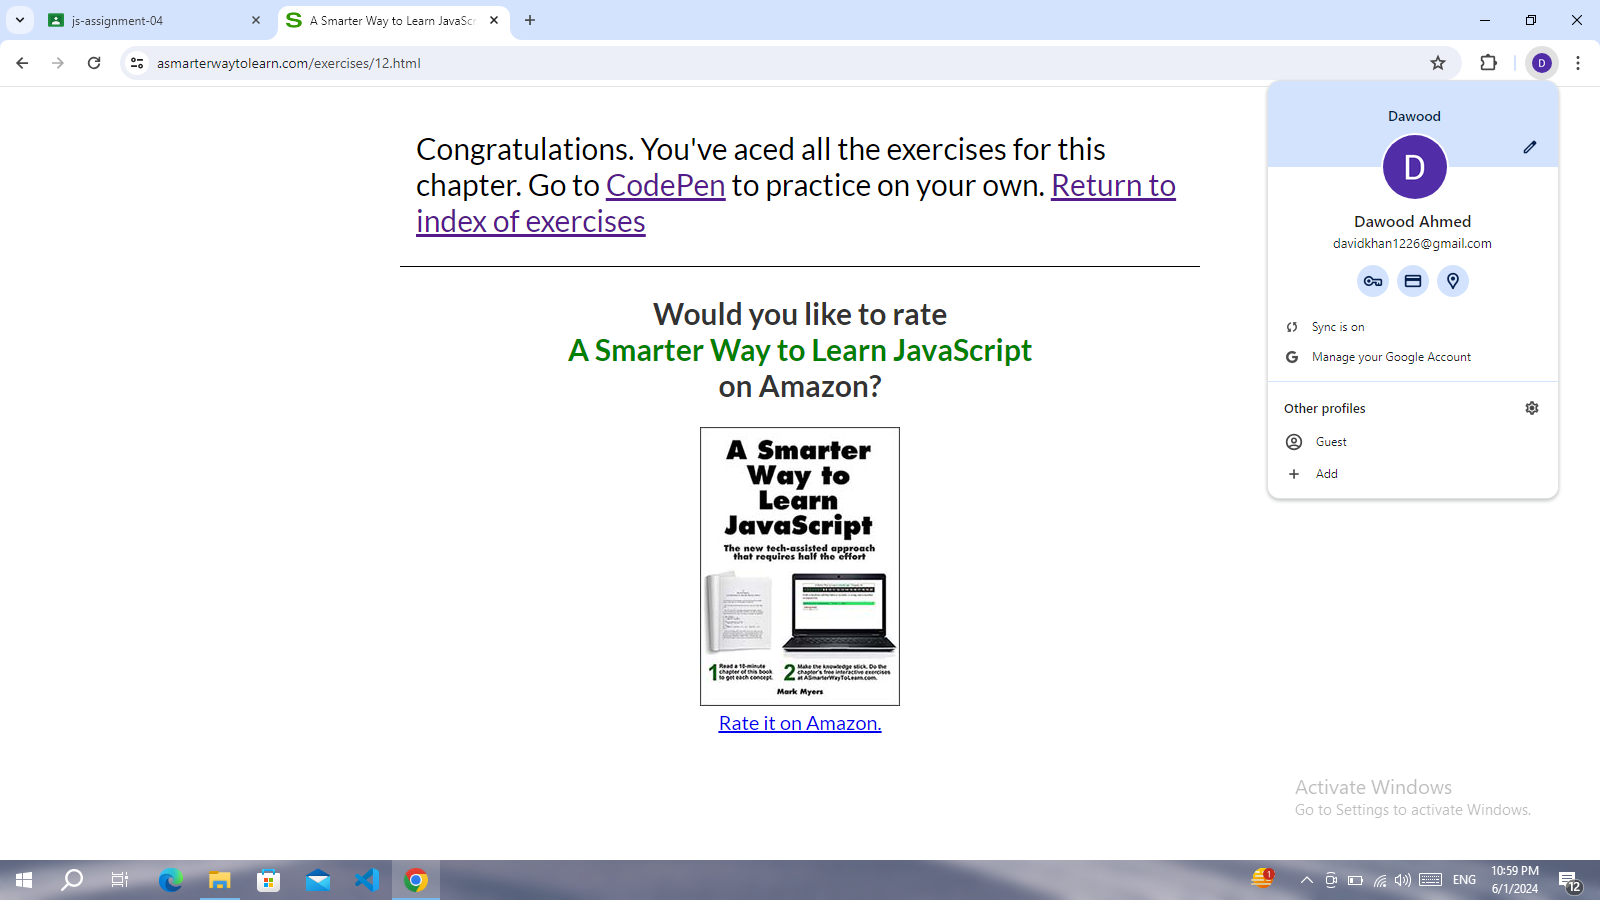 js-assignment-04
A Smarter Way to Learn JavaSc
asmarterwaytolearn.com/exercises/12.html
D
Congratulations. You've aced all the exercises for this
chapter. Go to CodePen to practice on your own. Return to
index of exercises
Would you like to rate
A Smarter Way to Learn JavaScript
on Amazon?
A Smarter
Way to
Learn
JavaScript
The new tech-assisted approach
that requires half the effort
1 Read a 10-minute
chapter of this book
to get each concept.
2 Make the knowledge stick. Do the
chapter's free interactive exercises
at ASmarterWayToLearn.com.
Mark Myers
Rate it on Amazon.
Dawood
D
Dawood Ahmed
davidkhan1226@gmail.com
Sync is on
Manage your Google Account
Other profiles
Guest
Add
Activate Windows
Go to Settings to activate Windows.
1
ENG
10:59 PM
6/1/2024
12